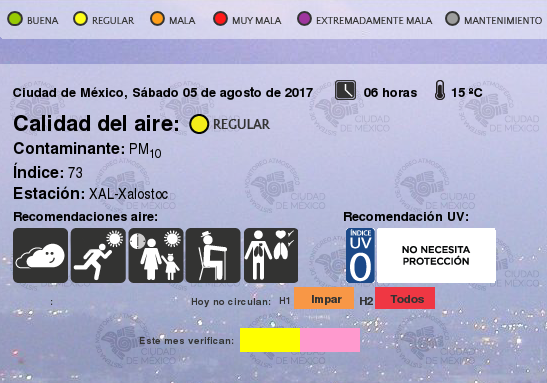 BUENA REGULAR MALA MUY MALA EXTREMADAMENTE MALA MANTENIMIENTO
Ciudad de México, Sábado 05 de agosto de 2017 06 horas 15 ºC
Calidad del aire: REGULAR
Contaminante: PM10
Índice: 73
Estación: XAL-Xalostoc
Recomendaciones aire: Recomendación UV:
ÍNDICE UV 0 NO NECESITA PROTECCIÓN
: Hoy no circulan: H1 Impar H2 Todos
Este mes verifican: